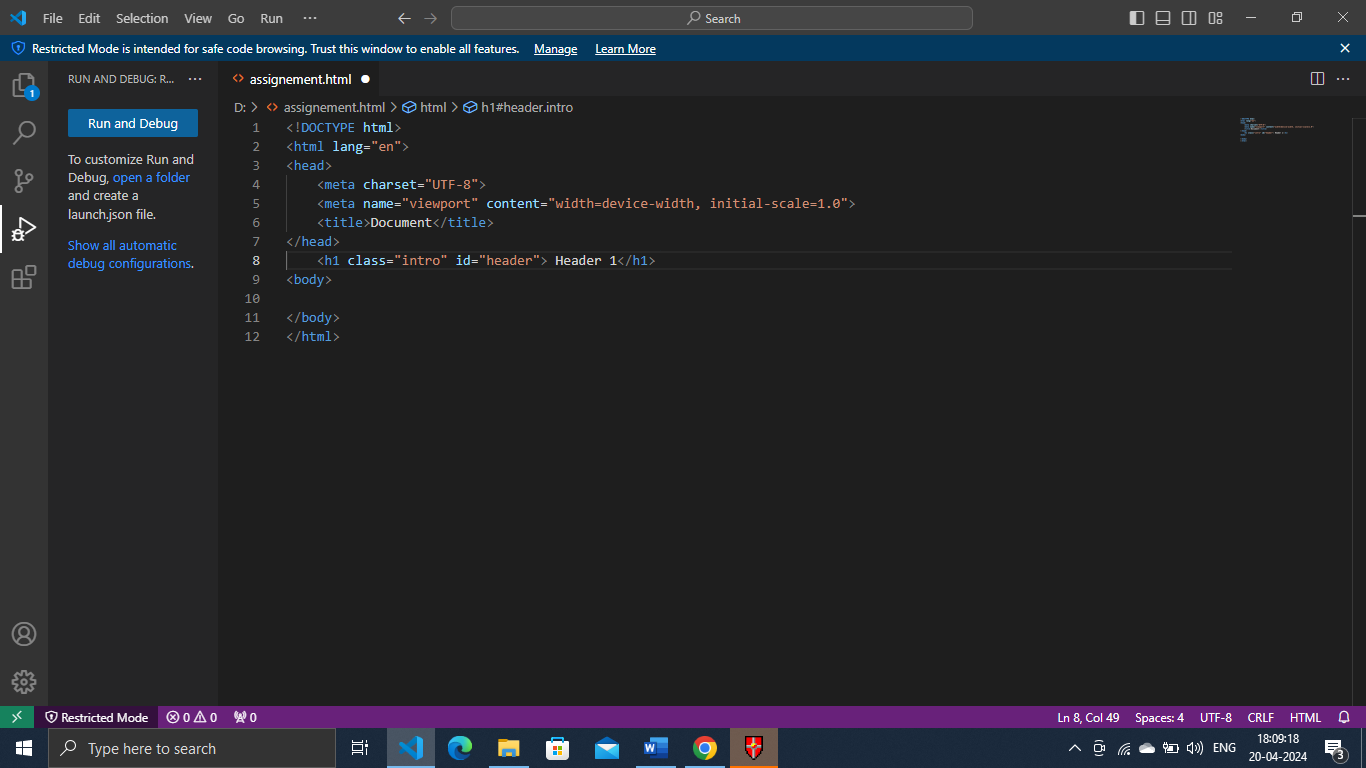 File Edit Selection View Go Run ··· Search
Restricted Mode is intended for safe code browsing. Trust this window to enable all features. Manage Learn More
1
RUN AND DEBUG: R... ···
Run and Debug
To customize Run and
Debug, open a folder
and create a
launch.json file.
Show all automatic
debug configurations.
assignement.html
D: > assignement.html > html > h1#header.intro
1 <!DOCTYPE html>
2 <html lang="en">
3 <head>
4 <meta charset="UTF-8">
5 <meta name="viewport" content="width=device-width, initial-scale=1.0">
6 <title>Document</title>
7 </head>
8 <h1 class="intro" id="header"> Header 1</h1>
9 <body>
10
11 </body>
12 </html>
Restricted Mode 0 0 0 Ln 8, Col 49 Spaces: 4 UTF-8 CRLF HTML
Type here to search W ENG 18:09:18
20-04-2024 3